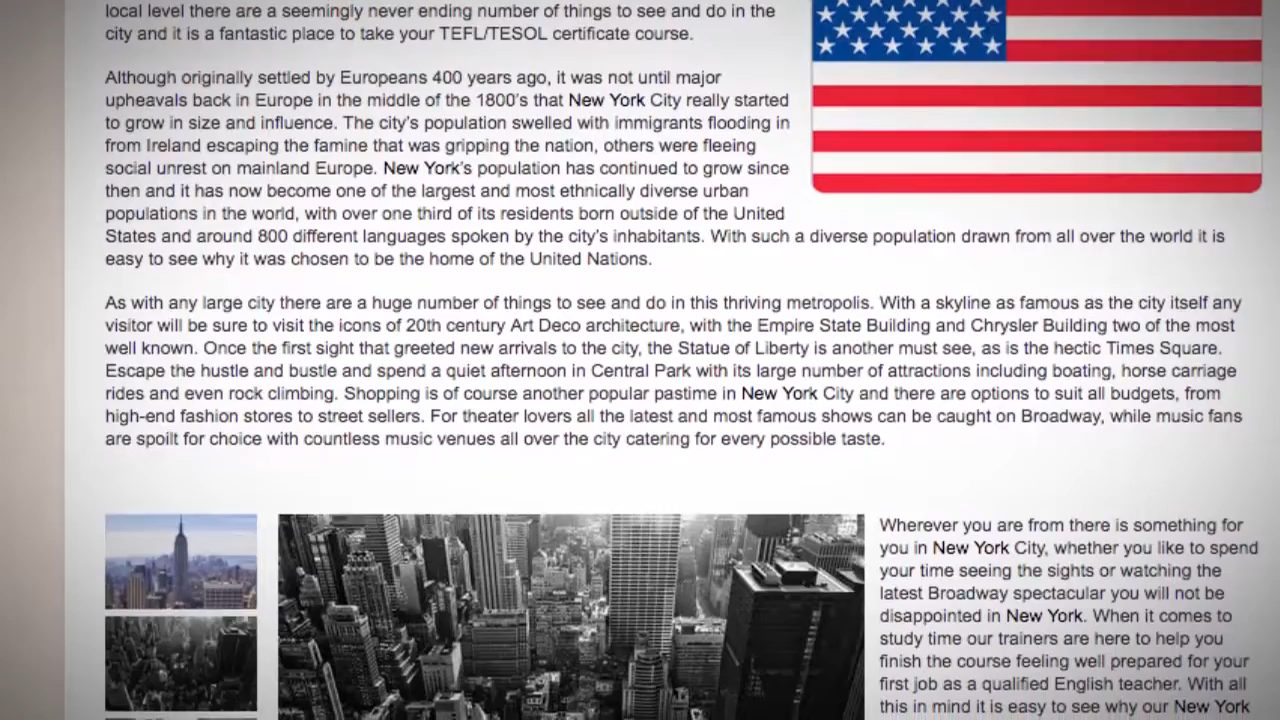 local level there are a seemingly never ending number of things to see and do in the
city and it is a fantastic place to take your TEFL/TESOL certificate course.
Although originally settled by Europeans 400 years ago, it was not until major
upheavals back in Europe in the middle of the 1800's that New York City really started
to grow in size and influence. The city's population swelled with immigrants flooding in
from Ireland escaping the famine that was gripping the nation, others were fleeing
social unrest on mainland Europe. New York's population has continued to grow since
then and it has now become one of the largest and most ethnically diverse urban
populations in the world, with over one third of its residents born outside of the United
States and around 800 different languages spoken by the city's inhabitants. With such a diverse population drawn from all over the world it is
easy to see why it was chosen to be the home of the United Nations.
As with any large city there are a huge number of things to see and do in this thriving metropolis. With a skyline as famous as the city itself any
visitor will be sure to visit the icons of 20th century Art Deco architecture, with the Empire State Building and Chrysler Building two of the most
well known. Once the first sight that greeted new arrivals to the city, the Statue of Liberty is another must see, as is the hectic Times Square.
Escape the hustle and bustle and spend a quiet afternoon in Central Park with its large number of attractions including boating, horse carriage
rides and even rock climbing. Shopping is of course another popular pastime in New York City and there are options to suit all budgets, from
high-end fashion stores to street sellers. For theater lovers all the latest and most famous shows can be caught on Broadway, while music fans
are spoilt for choice with countless music venues all over the city catering for every possible taste.
Wherever you are from there is something for
you in New York City, whether you like to spend
your time seeing the sights or watching the
latest Broadway spectacular you will not be
disappointed in New York. When it comes to
study time our trainers are here to help you
finish the course feeling well prepared for your
first job as a qualified English teacher. With all
this in mind it is easy to see why our New York